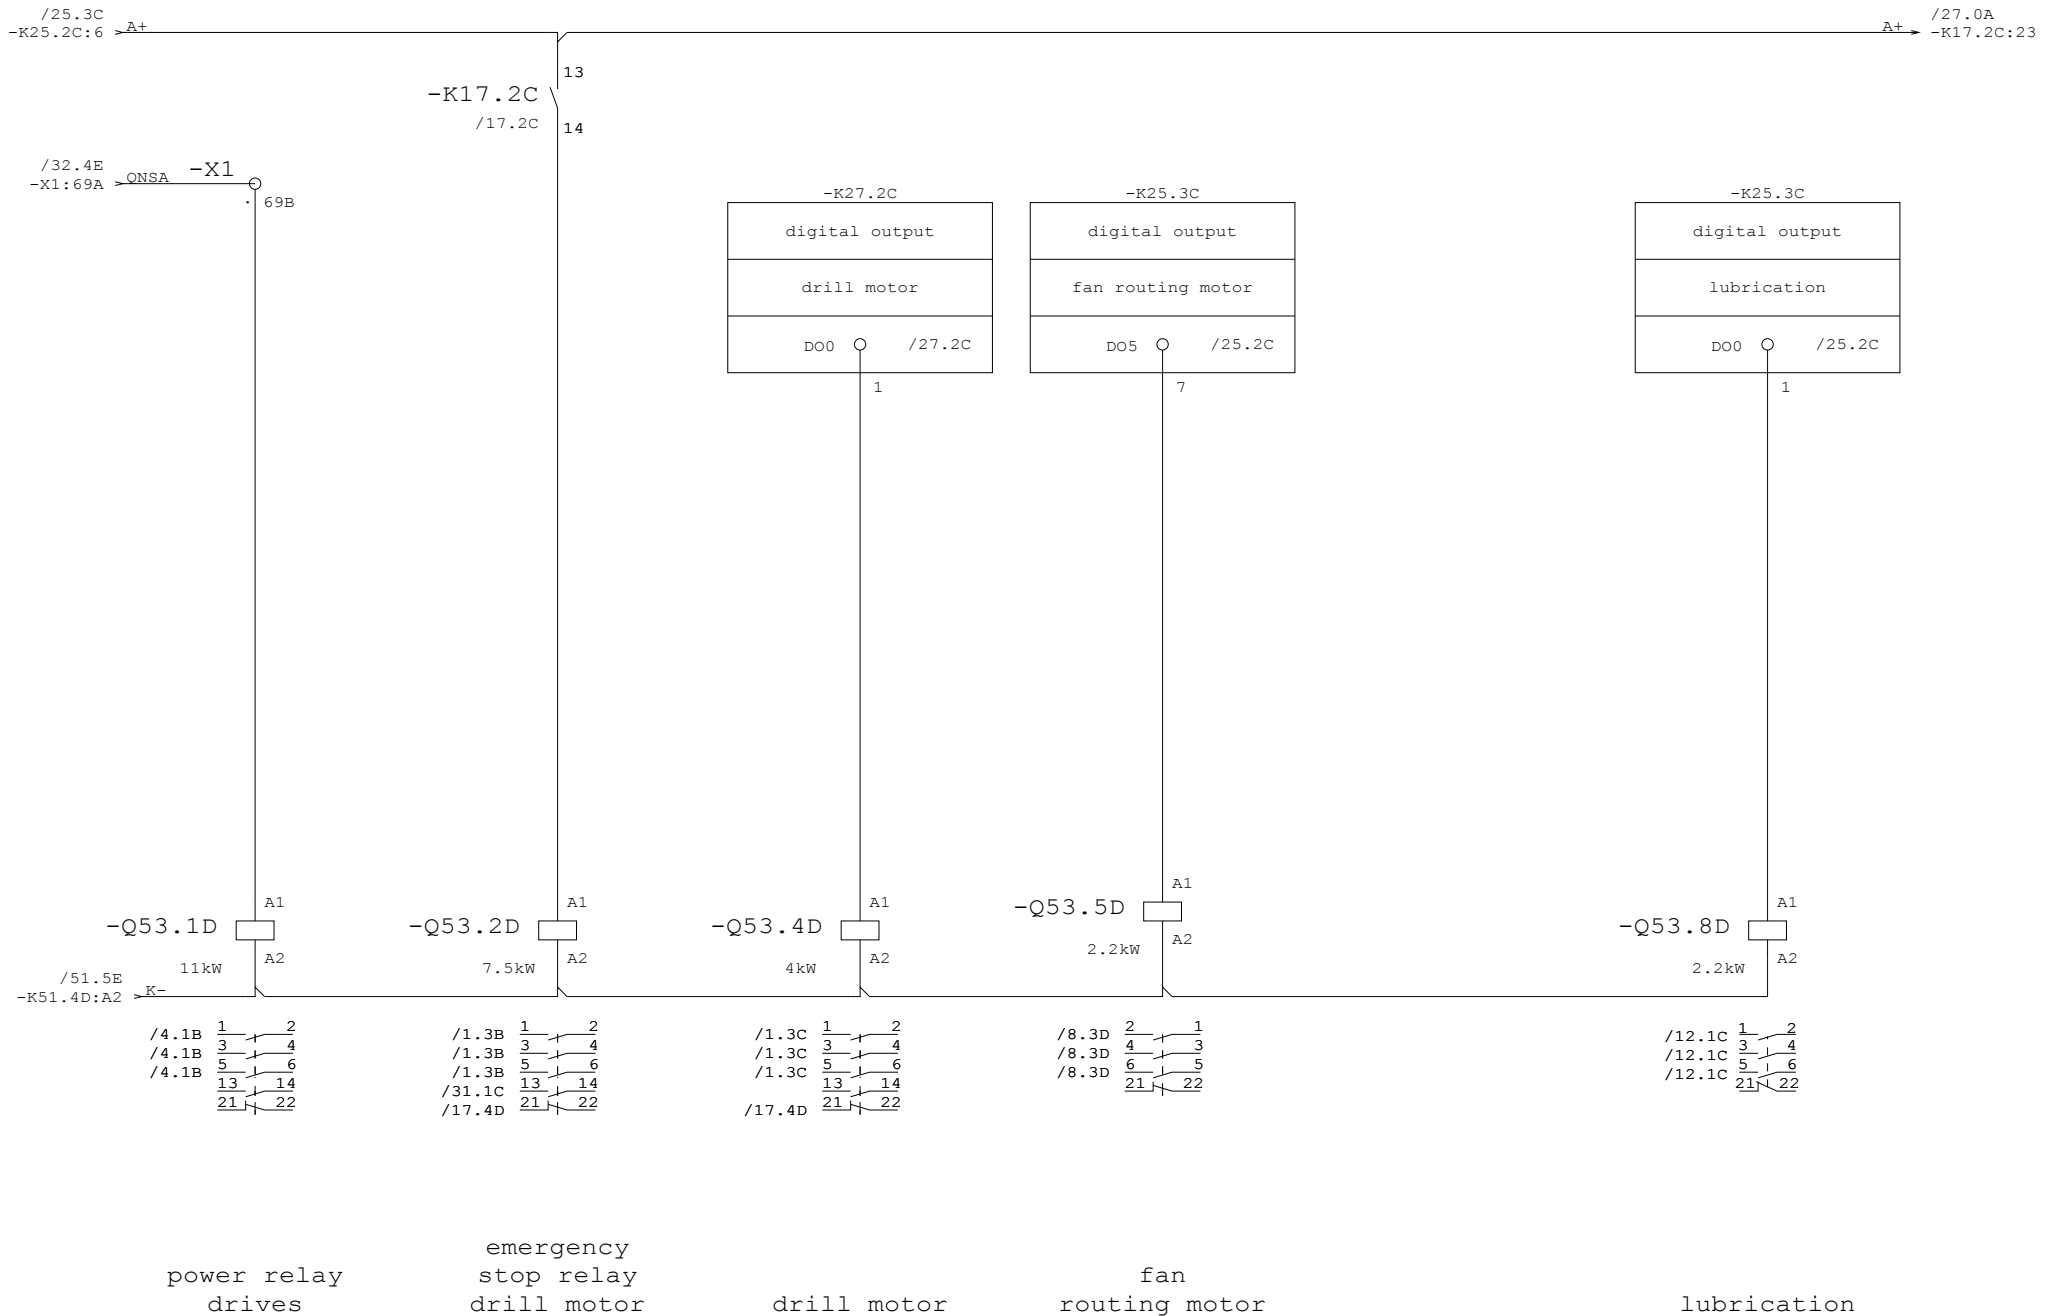 /25.3C
-K25.2C:6 A+
A+ /27.0A
-K17.2C:23
13
-K17.2C
/17.2C 14
/32.4E
-X1:69A QNSA -X1
69B
-K27.2C
digital output
drill motor
DO0 /27.2C
1
-K25.3C
digital output
fan routing motor
DO5 /25.2C
7
-K25.3C
digital output
lubrication
DO0 /25.2C
1
A1
-Q53.1D
A2
11kW
A1
-Q53.2D
A2
7.5kW
A1
-Q53.4D
A2
4kW
A1
-Q53.5D
A2
2.2kW
A1
-Q53.8D
A2
2.2kW
/51.5E
-K51.4D:A2 K-
/4.1B 1 2
/4.1B 3 4
/4.1B 5 6
13 14
21 22
/1.3B 1 2
/1.3B 3 4
/1.3B 5 6
/31.1C 13 14
/17.4D 21 22
/1.3C 1 2
/1.3C 3 4
/1.3C 5 6
13 14
/17.4D 21 22
/8.3D 2 1
/8.3D 4 3
/8.3D 6 5
21 22
/12.1C 1 2
/12.1C 3 4
/12.1C 5 6
21 22
power relay
drives
emergency
stop relay
drill motor
drill motor
fan
routing motor
lubrication